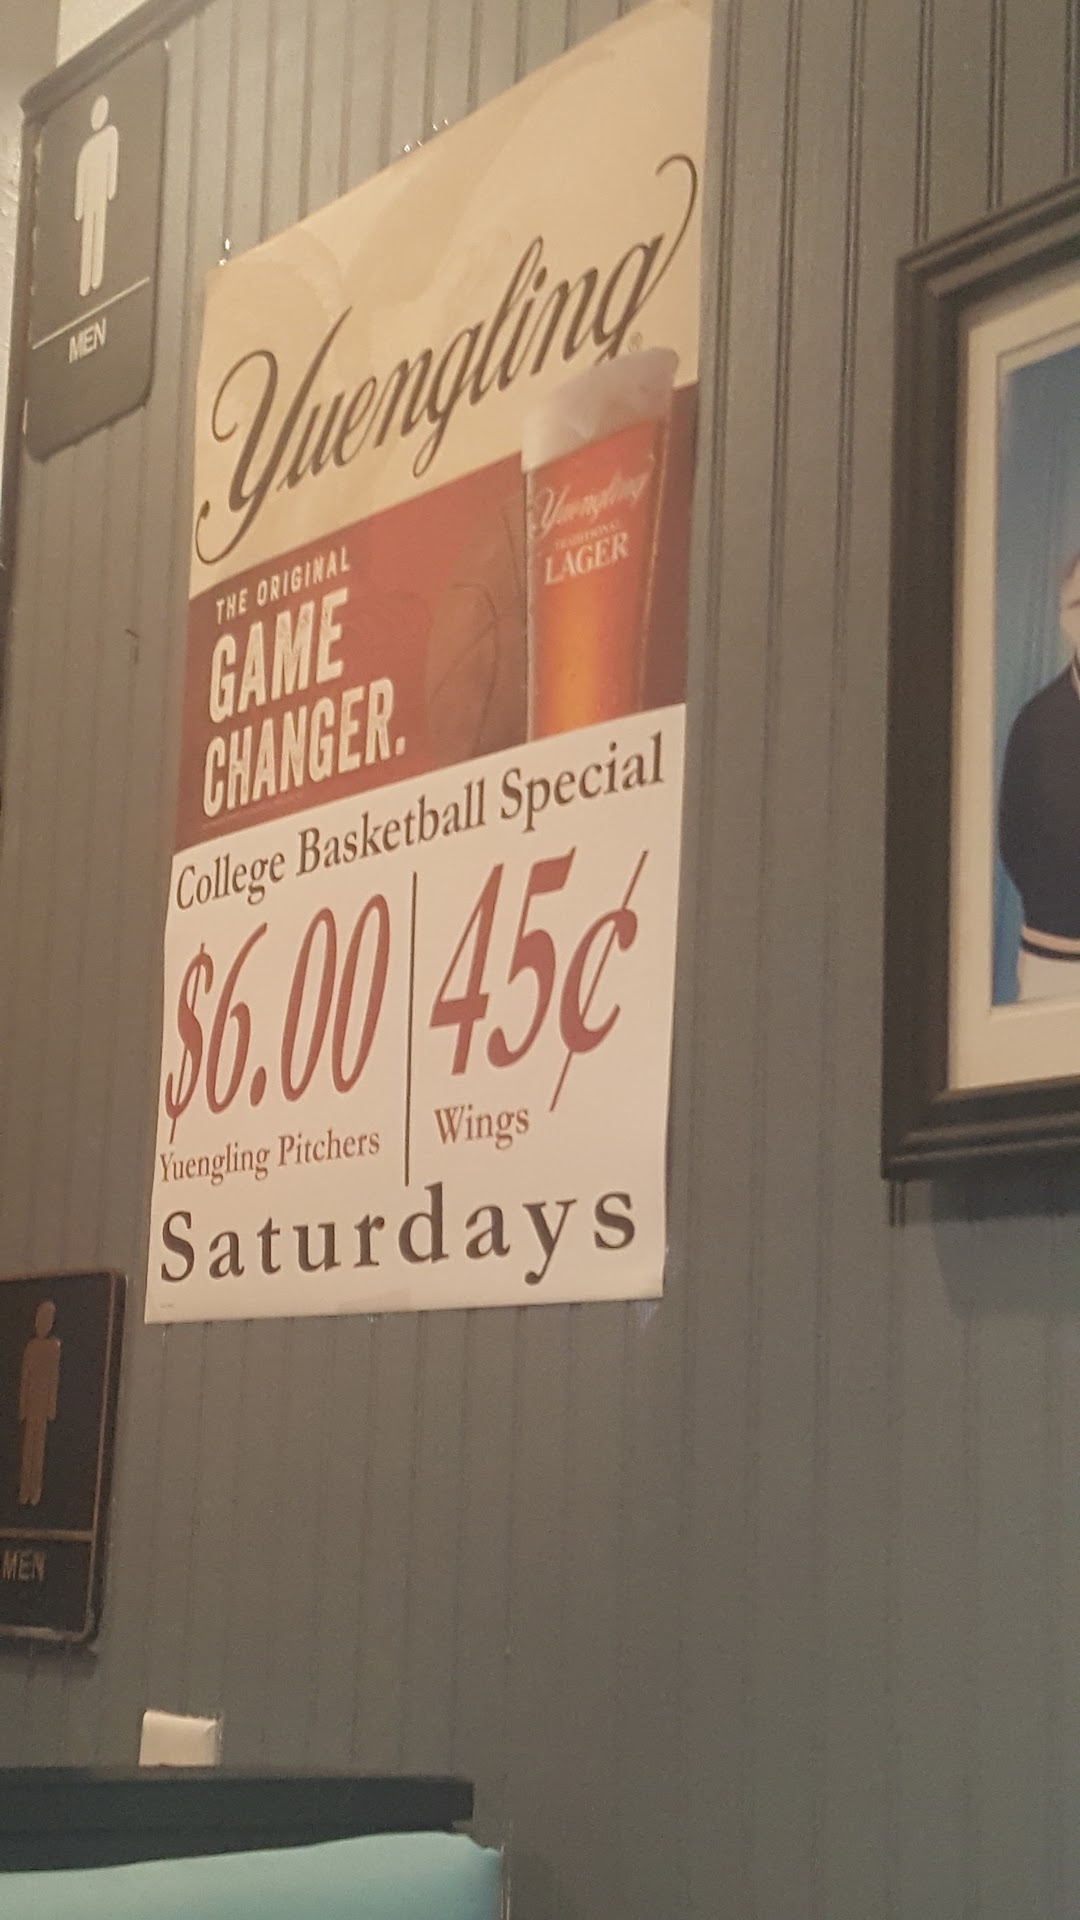 MEN
Yuengling®
Yuengling
TRADITIONAL
LAGER
THE ORIGINAL
GAME
CHANGER.
College Basketball Special
$6.00
Yuengling Pitchers
45¢
Wings
Saturdays
MEN